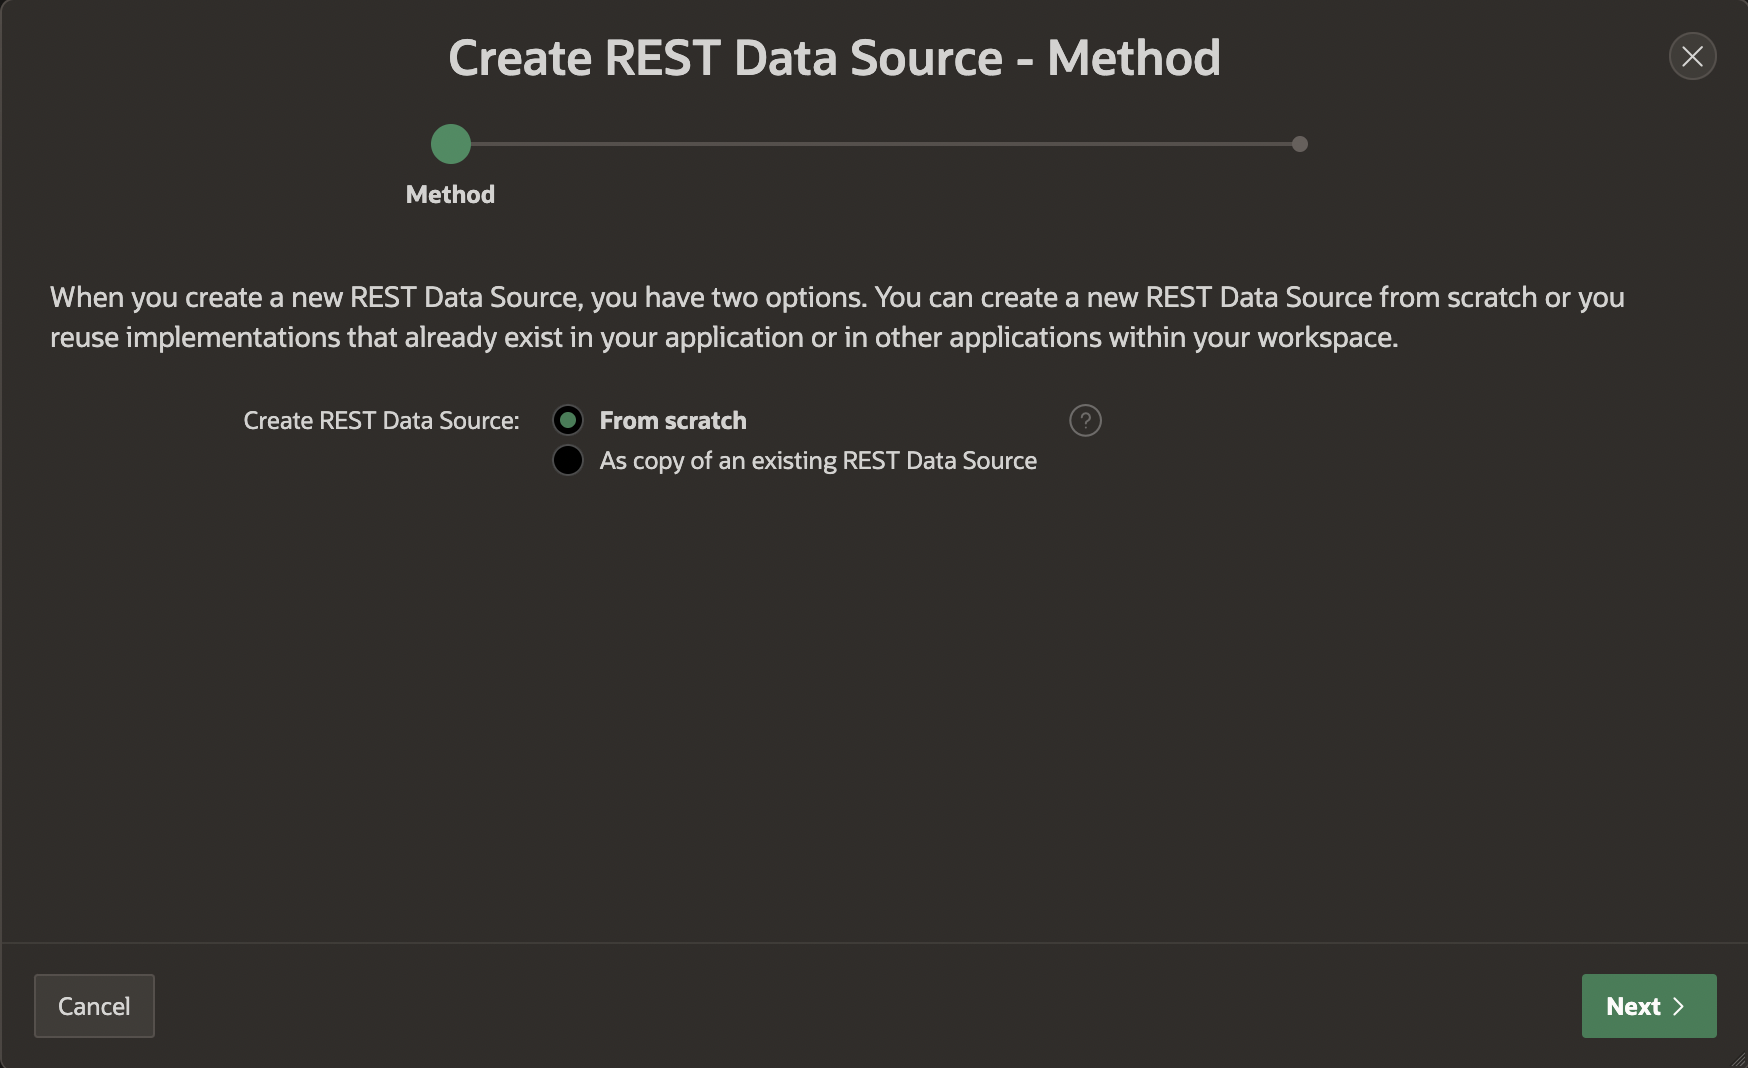 Create REST Data Source - Method
Method
When you create a new REST Data Source, you have two options. You can create a new REST Data Source from scratch or you
reuse implementations that already exist in your application or in other applications within your workspace.
Create REST Data Source:
From scratch
?
As copy of an existing REST Data Source
Cancel
Next